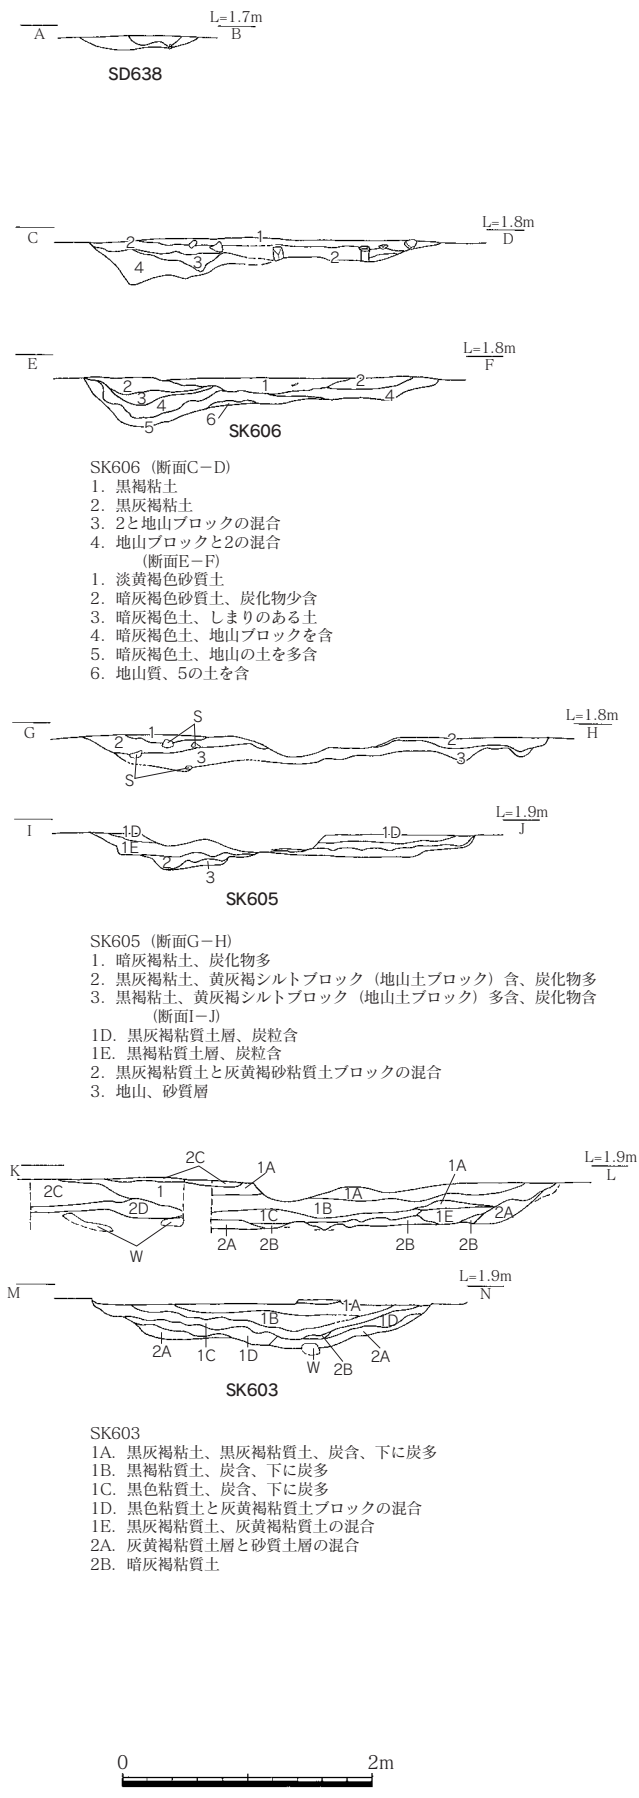 L=1.7m
A B
SD638
L=1.8m
C D
2 1
4 3 2
L=1.8m
E F
2 1 2
3 4 4
5 6
SK606
SK606（断面C－D）
1．黒褐粘土
2．黒灰褐粘土
3．2と地山ブロックの混合
4．地山ブロックと2の混合
（断面E－F）
1．淡黄褐色砂質土
2．暗灰褐色砂質土、炭化物少含
3．暗灰褐色土、しまりのある土
4．暗灰褐色土、地山ブロックを含
5．暗灰褐色土、地山の土を多含
6．地山質、5の土を含
S L=1.8m
G H
1 2
2 3 3
S
L=1.9m
I J
1D 1D
1E
2
3
SK605
SK605（断面G－H）
1．暗灰褐粘土、炭化物多
2．黒灰褐粘土、黄灰褐シルトブロック（地山土ブロック）含、炭化物多
3．黒褐粘土、黄灰褐シルトブロック（地山土ブロック）多含、炭化物含
（断面I－J）
1D．黒灰褐粘質土層、炭粒含
1E．黒褐粘質土層、炭粒含
2．黒灰褐粘質土と灰黄褐砂粘質土ブロックの混合
3．地山、砂質層
2C 1A 1A L=1.9m
K L
2C 1 1A
2D 1C 1B 1E 2A
W 2A 2B 2B 2B
L=1.9m
M N
1A
1B 1D
2A 1C 1D W 2B 2A
SK603
SK603
1A．黒灰褐粘土、黒灰褐粘質土、炭含、下に炭多
1B．黒褐粘質土、炭含、下に炭多
1C．黒色粘質土、炭含、下に炭多
1D．黒色粘質土と灰黄褐粘質土ブロックの混合
1E．黒灰褐粘質土、灰黄褐粘質土の混合
2A．灰黄褐粘質土層と砂質土層の混合
2B．暗灰褐粘質土
0 2m